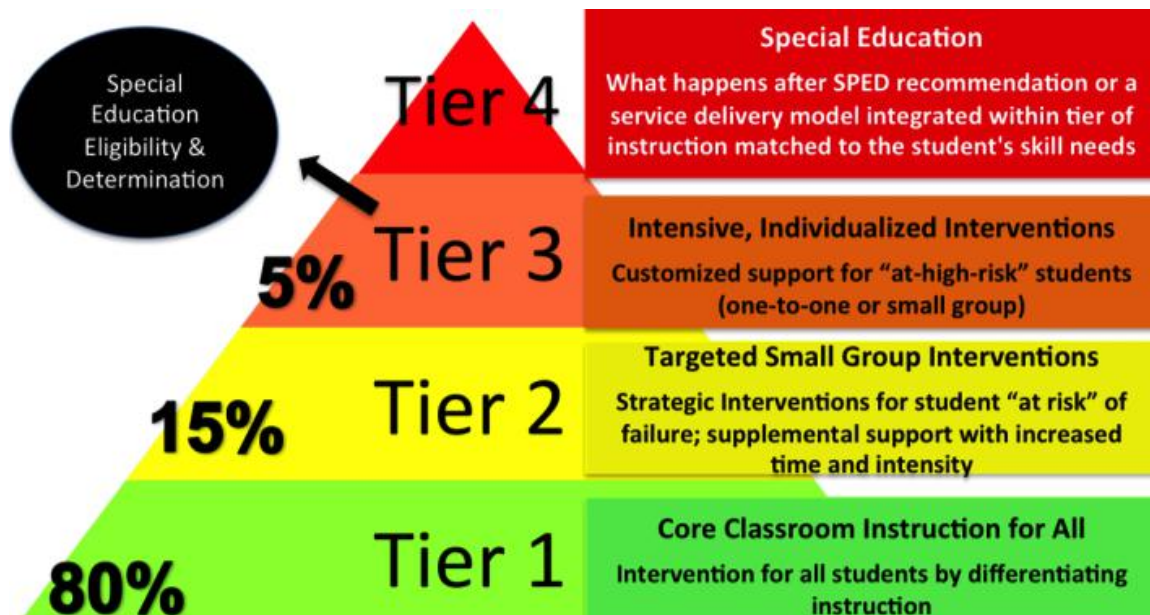 Special
Education
Eligibility &
Determination
Tier 4
Special Education
What happens after SPED recommendation or a
service delivery model integrated within tier of
instruction matched to the student's skill needs
5%
Tier 3
Intensive, Individualized Interventions
Customized support for “at-high-risk” students
(one-to-one or small group)
15%
Tier 2
Targeted Small Group Interventions
Strategic Interventions for student “at risk” of
failure; supplemental support with increased
time and intensity
80%
Tier 1
Core Classroom Instruction for All
Intervention for all students by differentiating
instruction